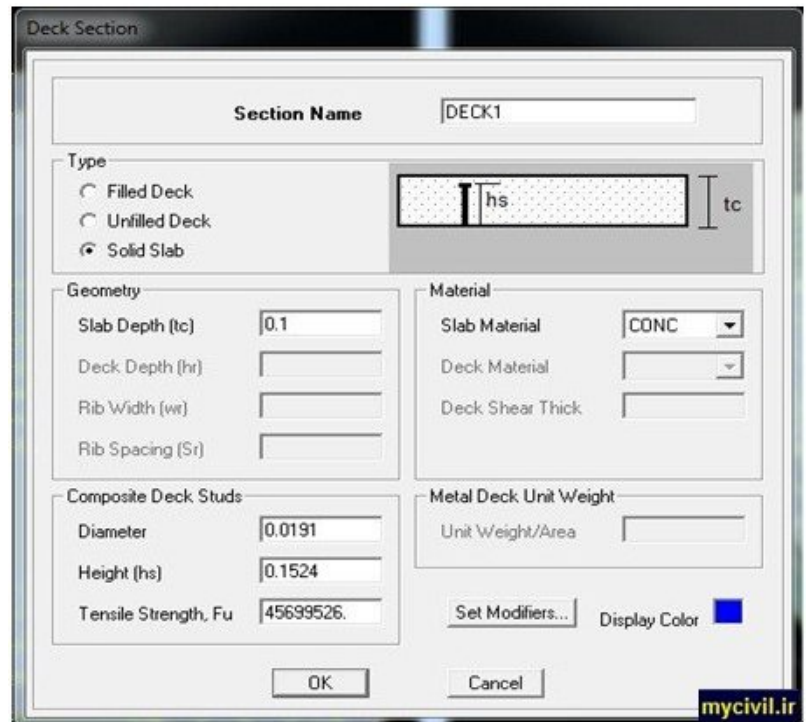 Deck Section
Section Name DECK1
Type
Filled Deck
Unfilled Deck
Solid Slab
hs
tc
Geometry
Slab Depth (tc) 0.1
Deck Depth (hr)
Rib Width (wr)
Rib Spacing (Sr)
Material
Slab Material CONC
Deck Material
Deck Shear Thick
Composite Deck Studs
Diameter 0.0191
Height (hs) 0.1524
Tensile Strength, Fu 45699526.
Metal Deck Unit Weight
Unit Weight/Area
Set Modifiers... Display Color
OK Cancel
mycivil.ir